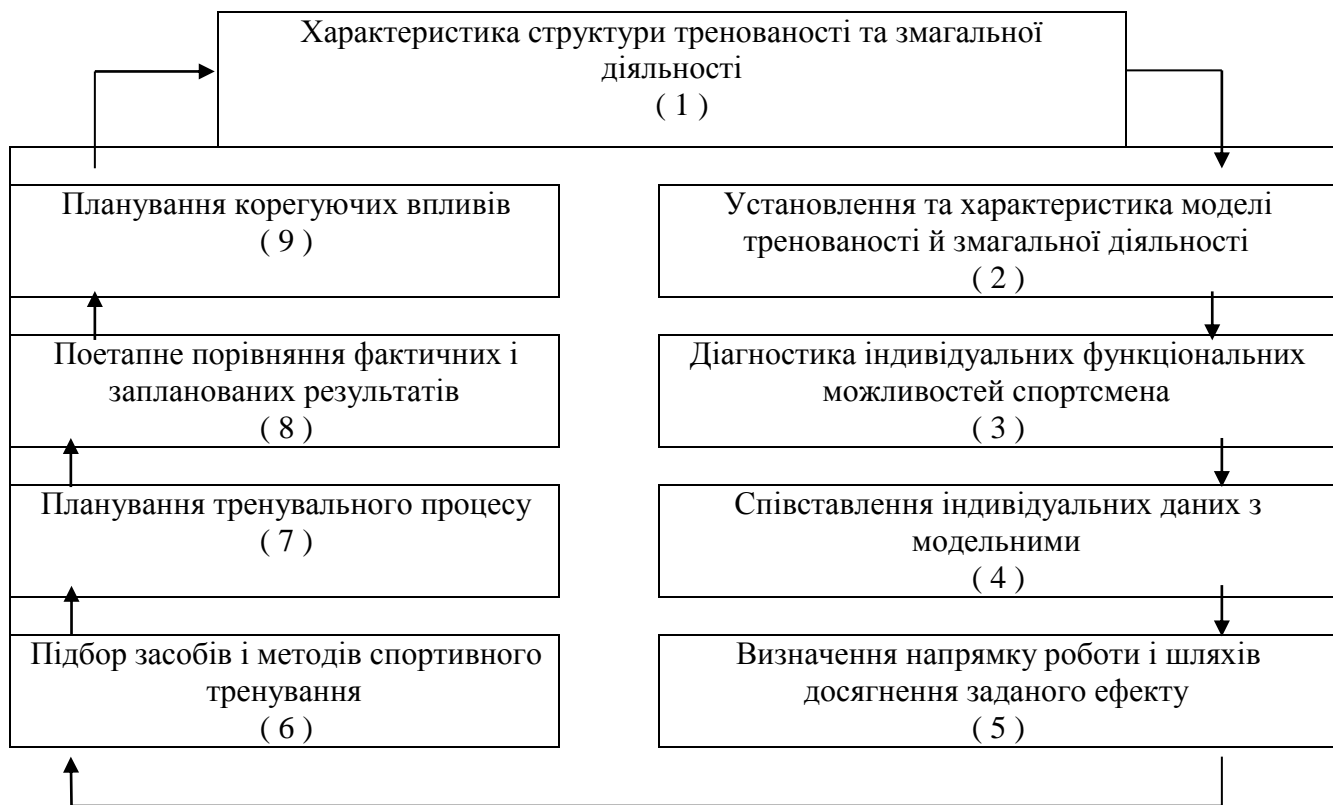 Характеристика структури тренованості та змагальної
діяльності
( 1 )
Планування корегуючих впливів
( 9 )
Установлення та характеристика моделі
тренованості й змагальної діяльності
( 2 )
Поетапне порівняння фактичних і
запланованих результатів
( 8 )
Діагностика індивідуальних функціональних
можливостей спортсмена
( 3 )
Планування тренувального процесу
( 7 )
Співставлення індивідуальних даних з
модельними
( 4 )
Підбор засобів і методів спортивного
тренування
( 6 )
Визначення напрямку роботи і шляхів
досягнення заданого ефекту
( 5 )